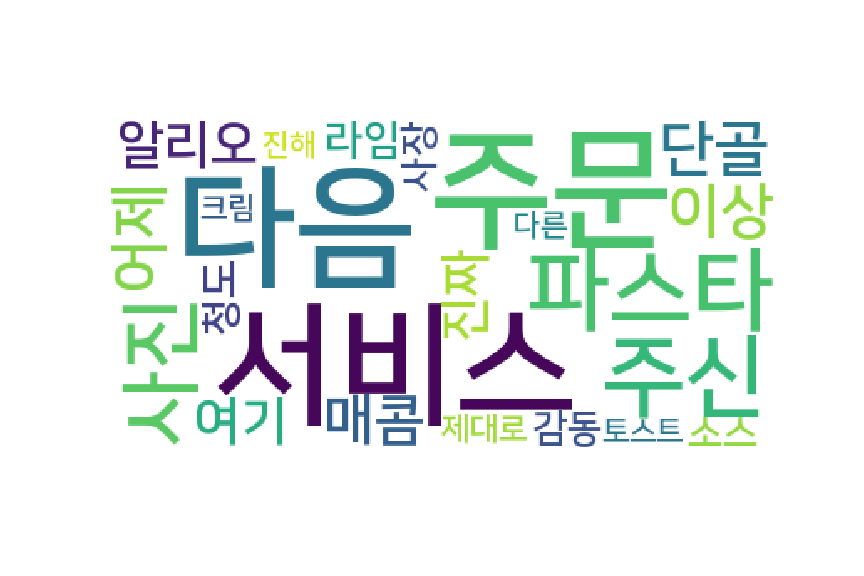 알리오
진해
라임
사장
주문
단골
어제
크림
다음
다른
이상
정도
진짜
파스타
사진
서비스
주신
여기
매콤
제대로
감동
토스트
소스